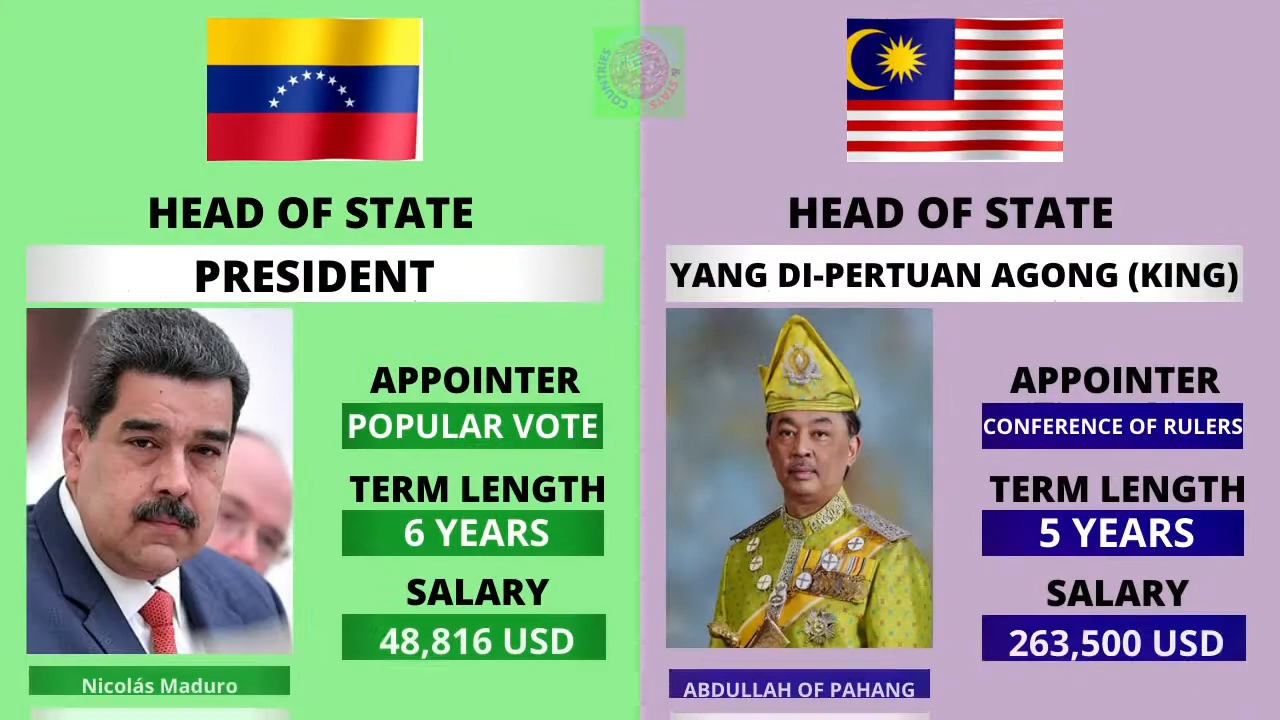 COUNTRIES & STATS
HEAD OF STATE
PRESIDENT
APPOINTER
POPULAR VOTE
TERM LENGTH
6 YEARS
SALARY
48,816 USD
Nicolás Maduro
HEAD OF STATE
YANG DI-PERTUAN AGONG (KING)
APPOINTER
CONFERENCE OF RULERS
TERM LENGTH
5 YEARS
SALARY
263,500 USD
ABDULLAH OF PAHANG